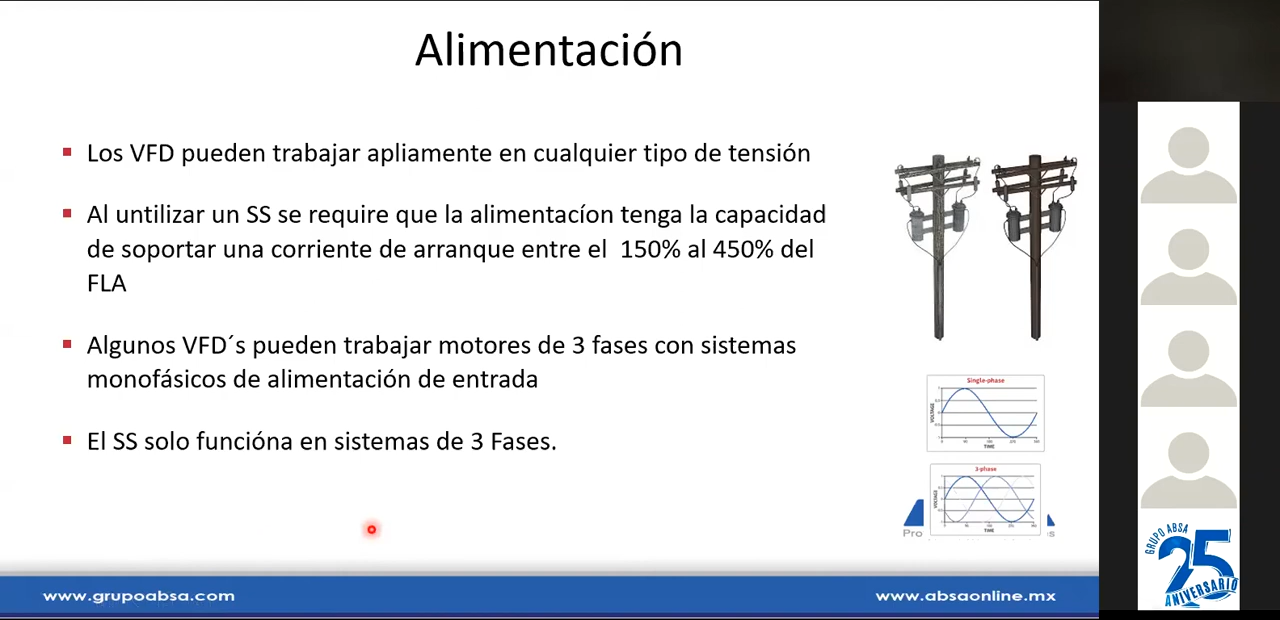 Alimentación
Los VFD pueden trabajar apliamente en cualquier tipo de tensión
Al untilizar un SS se require que la alimentacíon tenga la capacidad
de soportar una corriente de arranque entre el 150% al 450% del
FLA
Algunos VFD´s pueden trabajar motores de 3 fases con sistemas
monofásicos de alimentación de entrada
El SS solo funcióna en sistemas de 3 Fases.
Single-phase
VOLTAGE
TIME
3-phase
VOLTAGE
TIME
Pro
s
www.grupoabsa.com
www.absaonline.mx
GRUPO ABSA
25
ANIVERSARIO